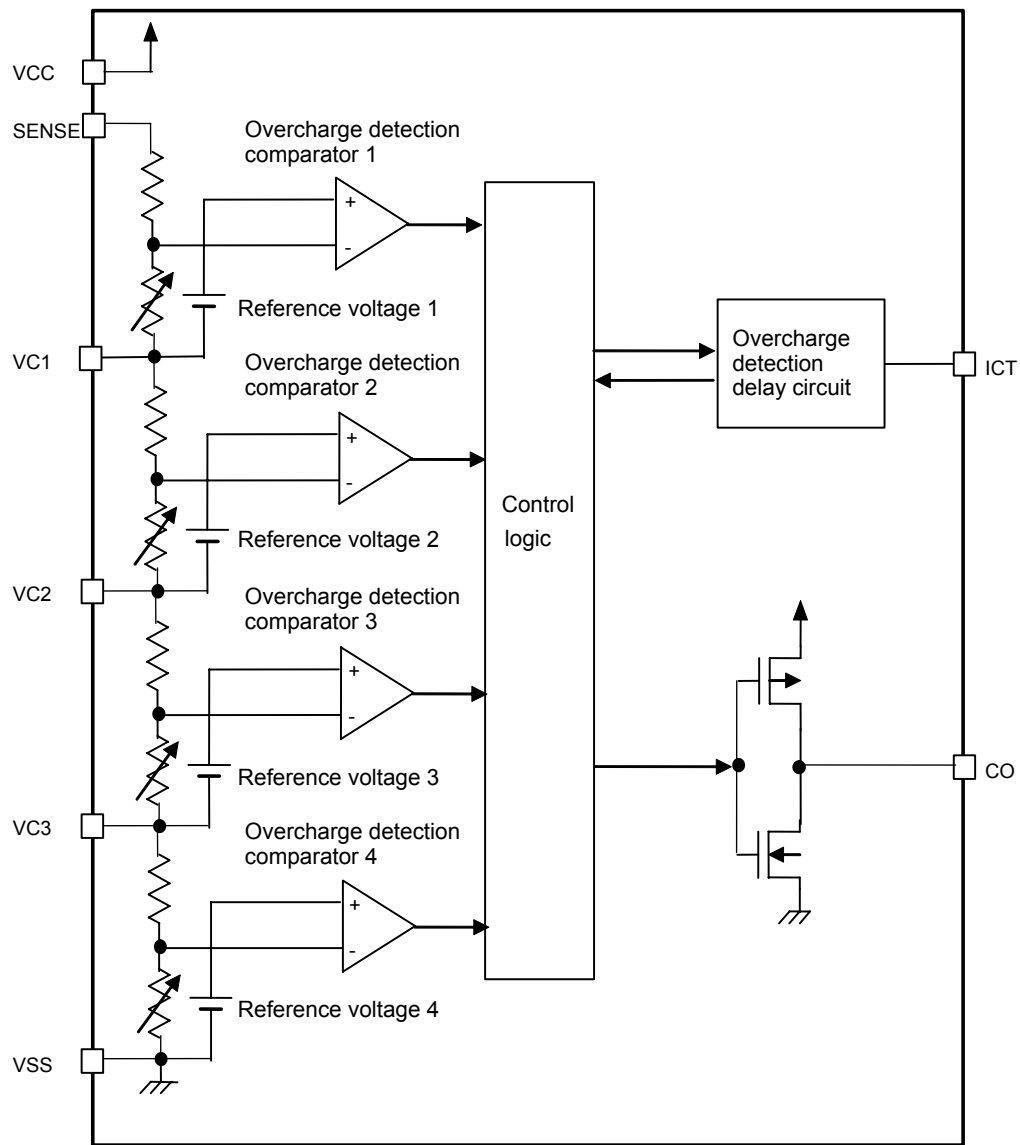 VCC
SENSE
Overcharge detection
comparator 1
+
-
Reference voltage 1
VC1
Overcharge detection
comparator 2
+
-
Reference voltage 2
VC2
Overcharge detection
comparator 3
+
-
Reference voltage 3
VC3
Overcharge detection
comparator 4
+
-
Reference voltage 4
VSS
Control
logic
Overcharge
detection
delay circuit
ICT
CO